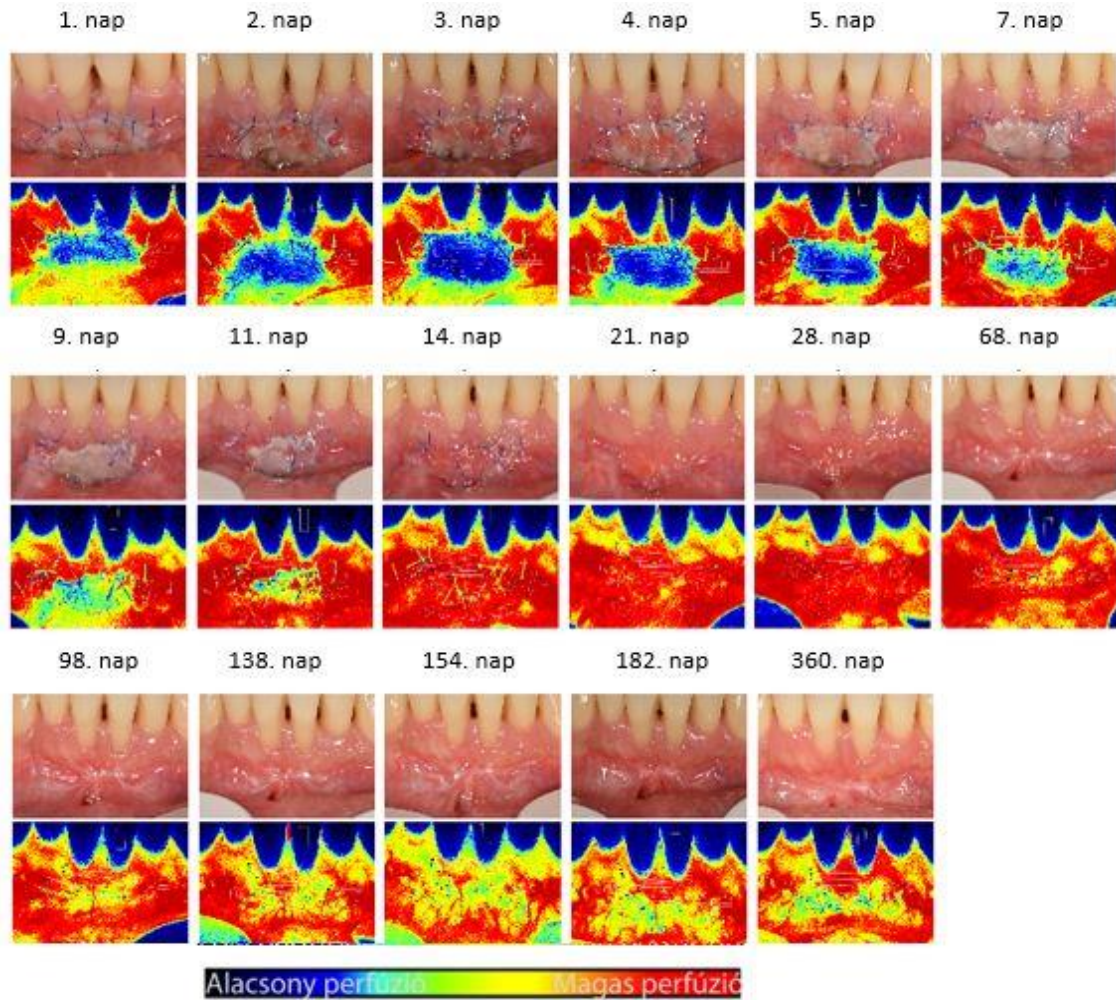 1. nap 2. nap 3. nap 4. nap 5. nap 7. nap
9. nap 11. nap 14. nap 21. nap 28. nap 68. nap
98. nap 138. nap 154. nap 182. nap 360. nap
Alacsony perfúzió Magas perfúzió